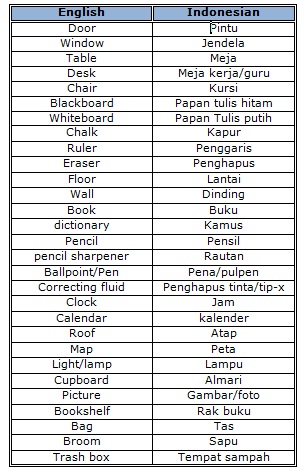 English Indonesian
Door Pintu
Window Jendela
Table Meja
Desk Meja kerja/guru
Chair Kursi
Blackboard Papan tulis hitam
Whiteboard Papan Tulis putih
Chalk Kapur
Ruler Penggaris
Eraser Penghapus
Floor Lantai
Wall Dinding
Book Buku
dictionary Kamus
Pencil Pensil
pencil sharpener Rautan
Ballpoint/Pen Pena/pulpen
Correcting fluid Penghapus tinta/tip-x
Clock Jam
Calendar kalender
Roof Atap
Map Peta
Light/lamp Lampu
Cupboard Almari
Picture Gambar/foto
Bookshelf Rak buku
Bag Tas
Broom Sapu
Trash box Tempat sampah